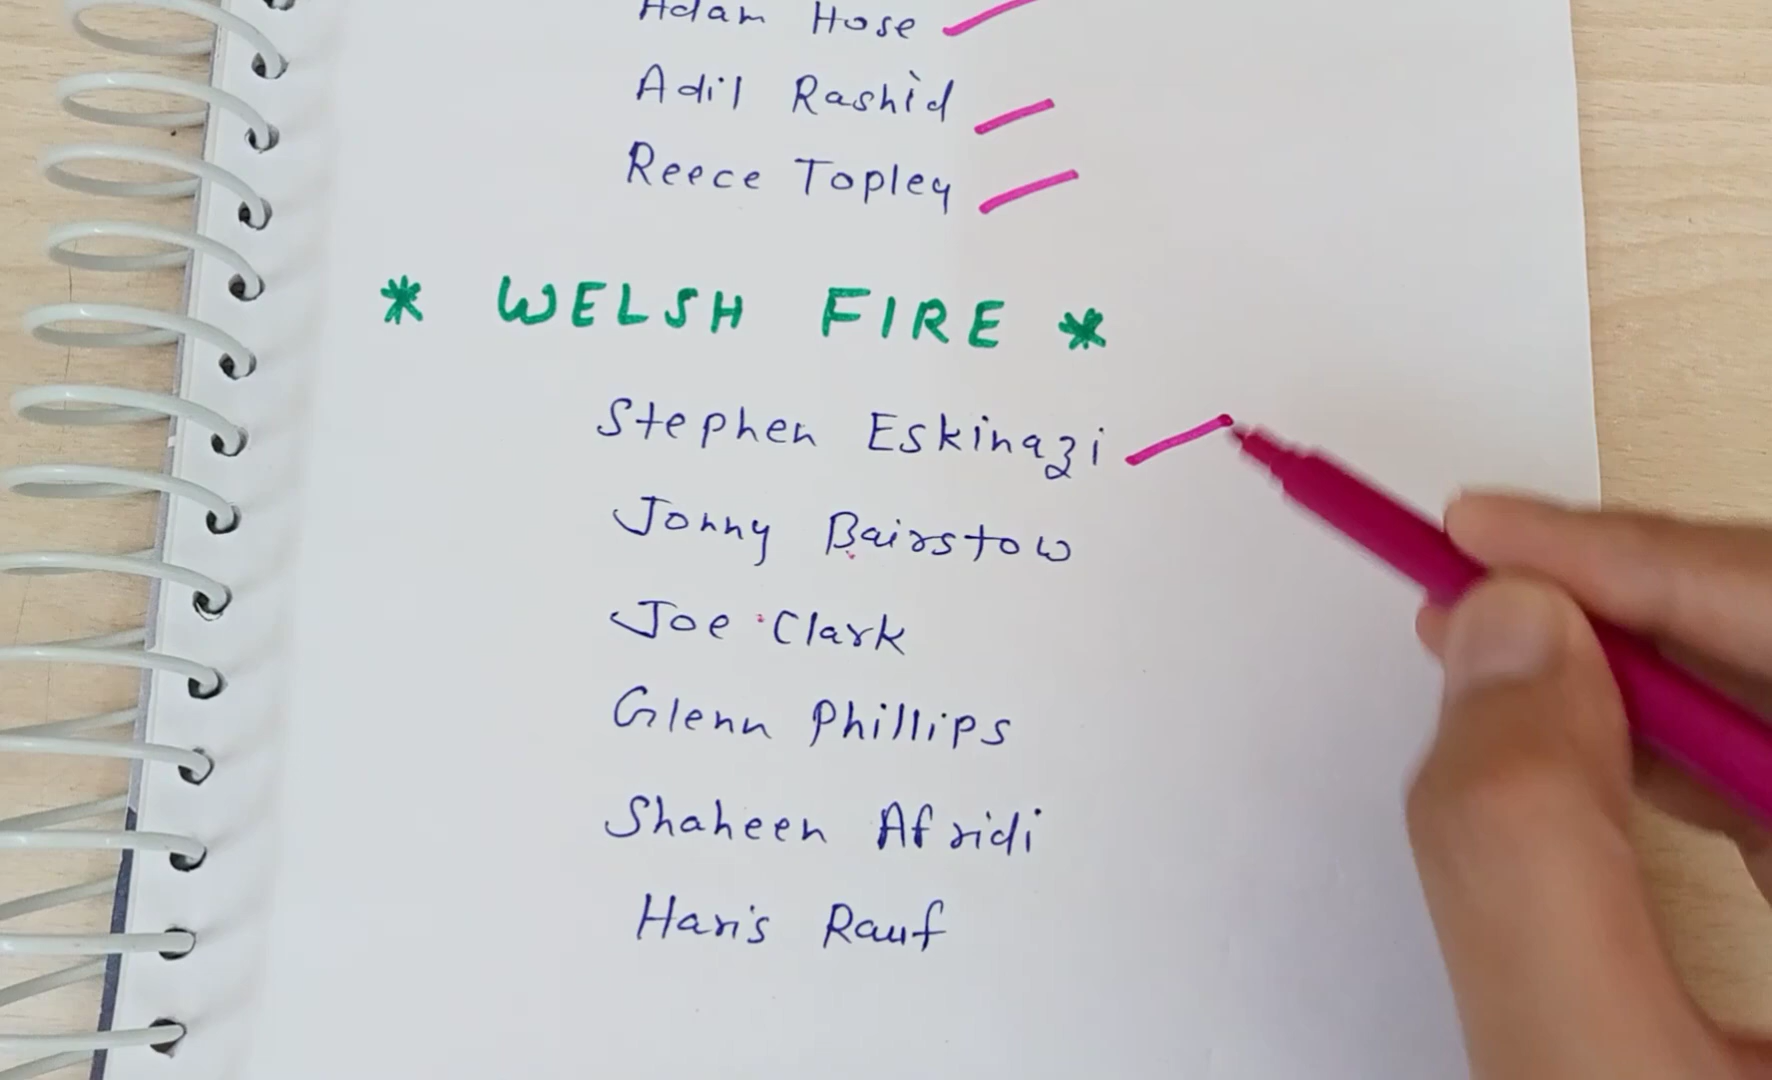 Adam Hose
Adil Rashid
Reece Topley
* WELSH FIRE *
Stephen Eskinazi
Jonny Bairstow
Joe Clark
Glenn Phillips
Shaheen Afridi
Haris Rauf